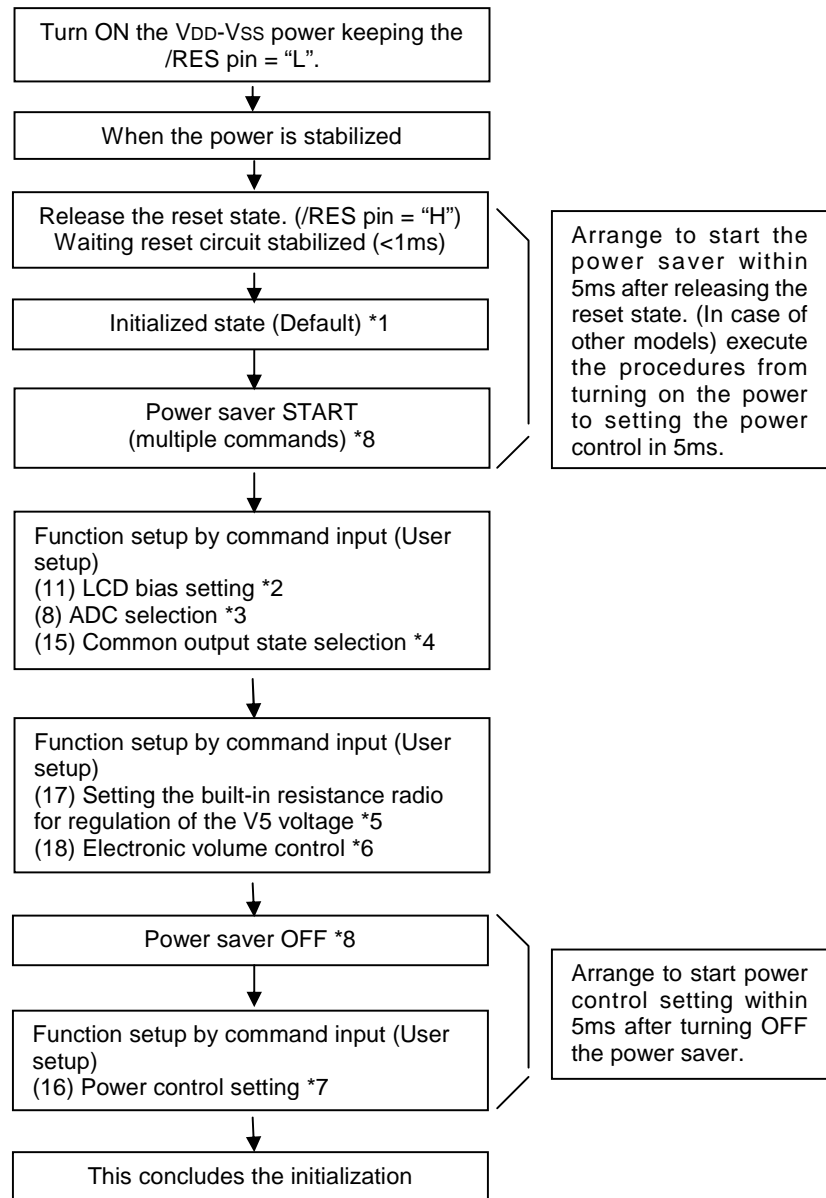 Turn ON the VDD-VSS power keeping the
/RES pin = “L”.
When the power is stabilized
Release the reset state. (/RES pin = “H”)
Waiting reset circuit stabilized (<1ms)
Arrange to start the
power saver within
5ms after releasing the
reset state. (In case of
other models) execute
the procedures from
turning on the power
to setting the power
control in 5ms.
Initialized state (Default) *1
Power saver START
(multiple commands) *8
Function setup by command input (User
setup)
(11) LCD bias setting *2
(8) ADC selection *3
(15) Common output state selection *4
Function setup by command input (User
setup)
(17) Setting the built-in resistance radio
for regulation of the V5 voltage *5
(18) Electronic volume control *6
Power saver OFF *8
Arrange to start power
control setting within
5ms after turning OFF
the power saver.
Function setup by command input (User
setup)
(16) Power control setting *7
This concludes the initialization